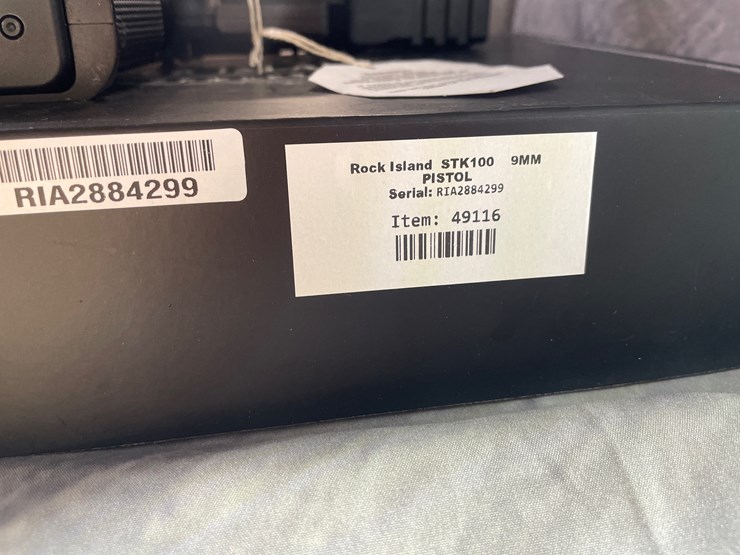 RIA2884299
Rock Island STK100 9MM
PISTOL
Serial: RIA2884299
Item: 49116